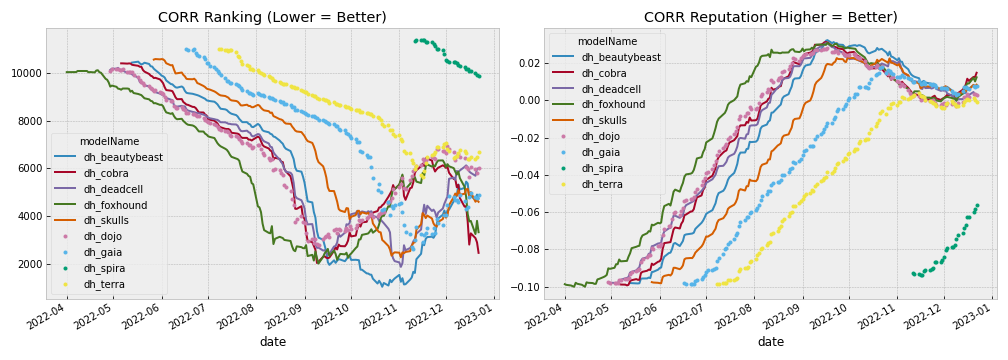 CORR Ranking (Lower = Better)
10000
8000
6000
4000
2000
modelName
dh_beautybeast
dh_cobra
dh_deadcell
dh_foxhound
dh_skulls
dh_dojo
dh_gaia
dh_spira
dh_terra
2022-04
2022-05
2022-06
2022-07
2022-08
2022-09
2022-10
2022-11
2022-12
2023-01
date
CORR Reputation (Higher = Better)
0.02
0.00
−0.02
−0.04
−0.06
−0.08
−0.10
modelName
dh_beautybeast
dh_cobra
dh_deadcell
dh_foxhound
dh_skulls
dh_dojo
dh_gaia
dh_spira
dh_terra
2022-04
2022-05
2022-06
2022-07
2022-08
2022-09
2022-10
2022-11
2022-12
2023-01
date